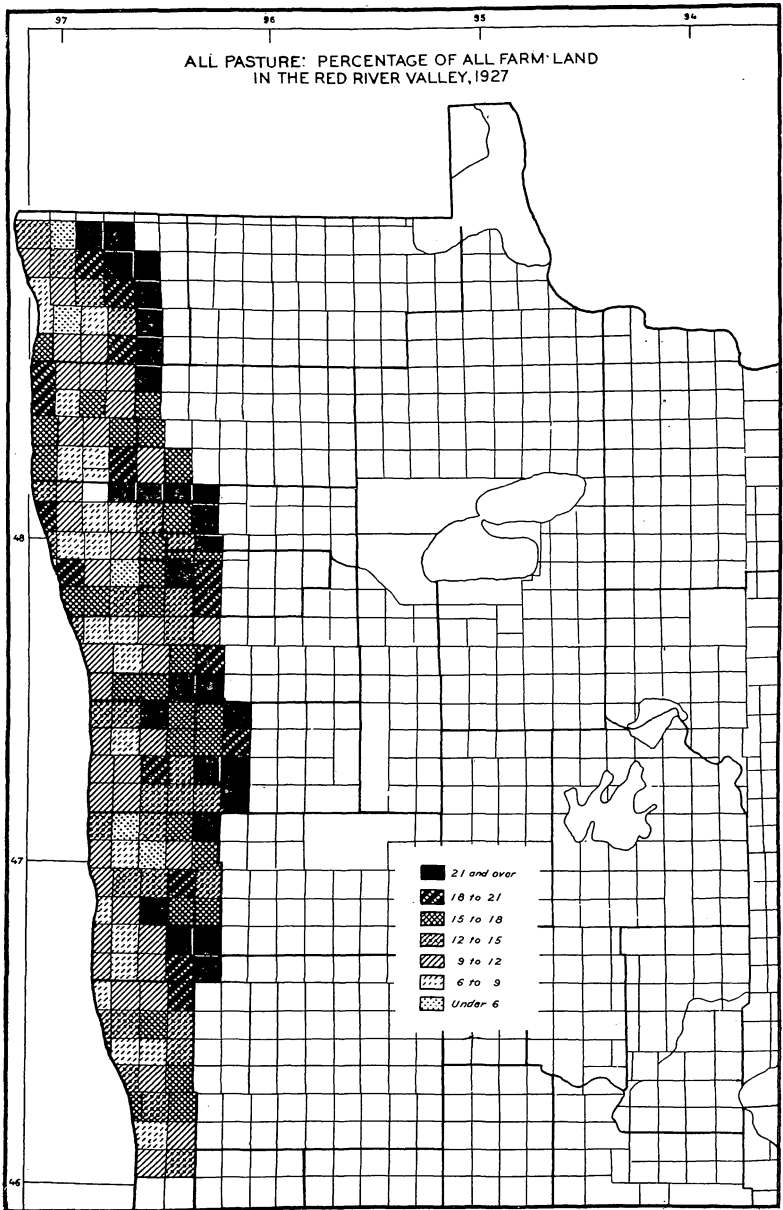 97 96 95 94
ALL PASTURE: PERCENTAGE OF ALL FARM LAND
IN THE RED RIVER VALLEY, 1927
48
47
21 and over
18 to 21
15 to 18
12 to 15
9 to 12
6 to 9
Under 6
46